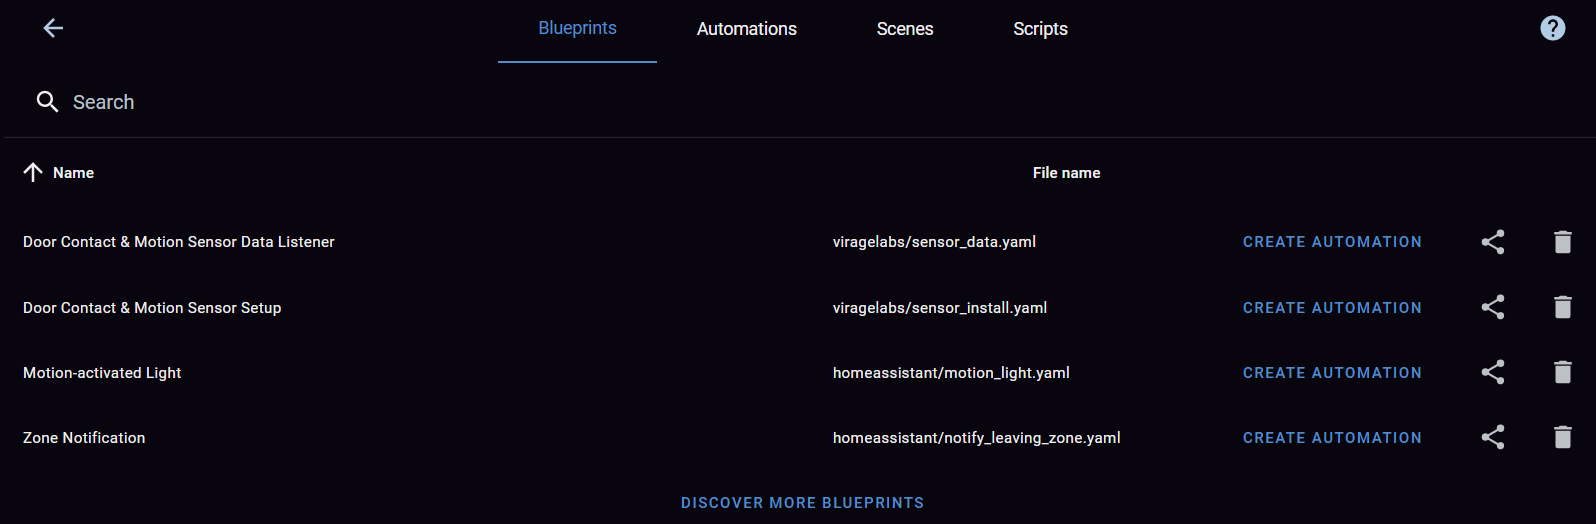 Blueprints Automations Scenes Scripts
Search
Name File name
Door Contact & Motion Sensor Data Listener viragelabs/sensor_data.yaml CREATE AUTOMATION
Door Contact & Motion Sensor Setup viragelabs/sensor_install.yaml CREATE AUTOMATION
Motion-activated Light homeassistant/motion_light.yaml CREATE AUTOMATION
Zone Notification homeassistant/notify_leaving_zone.yaml CREATE AUTOMATION
DISCOVER MORE BLUEPRINTS